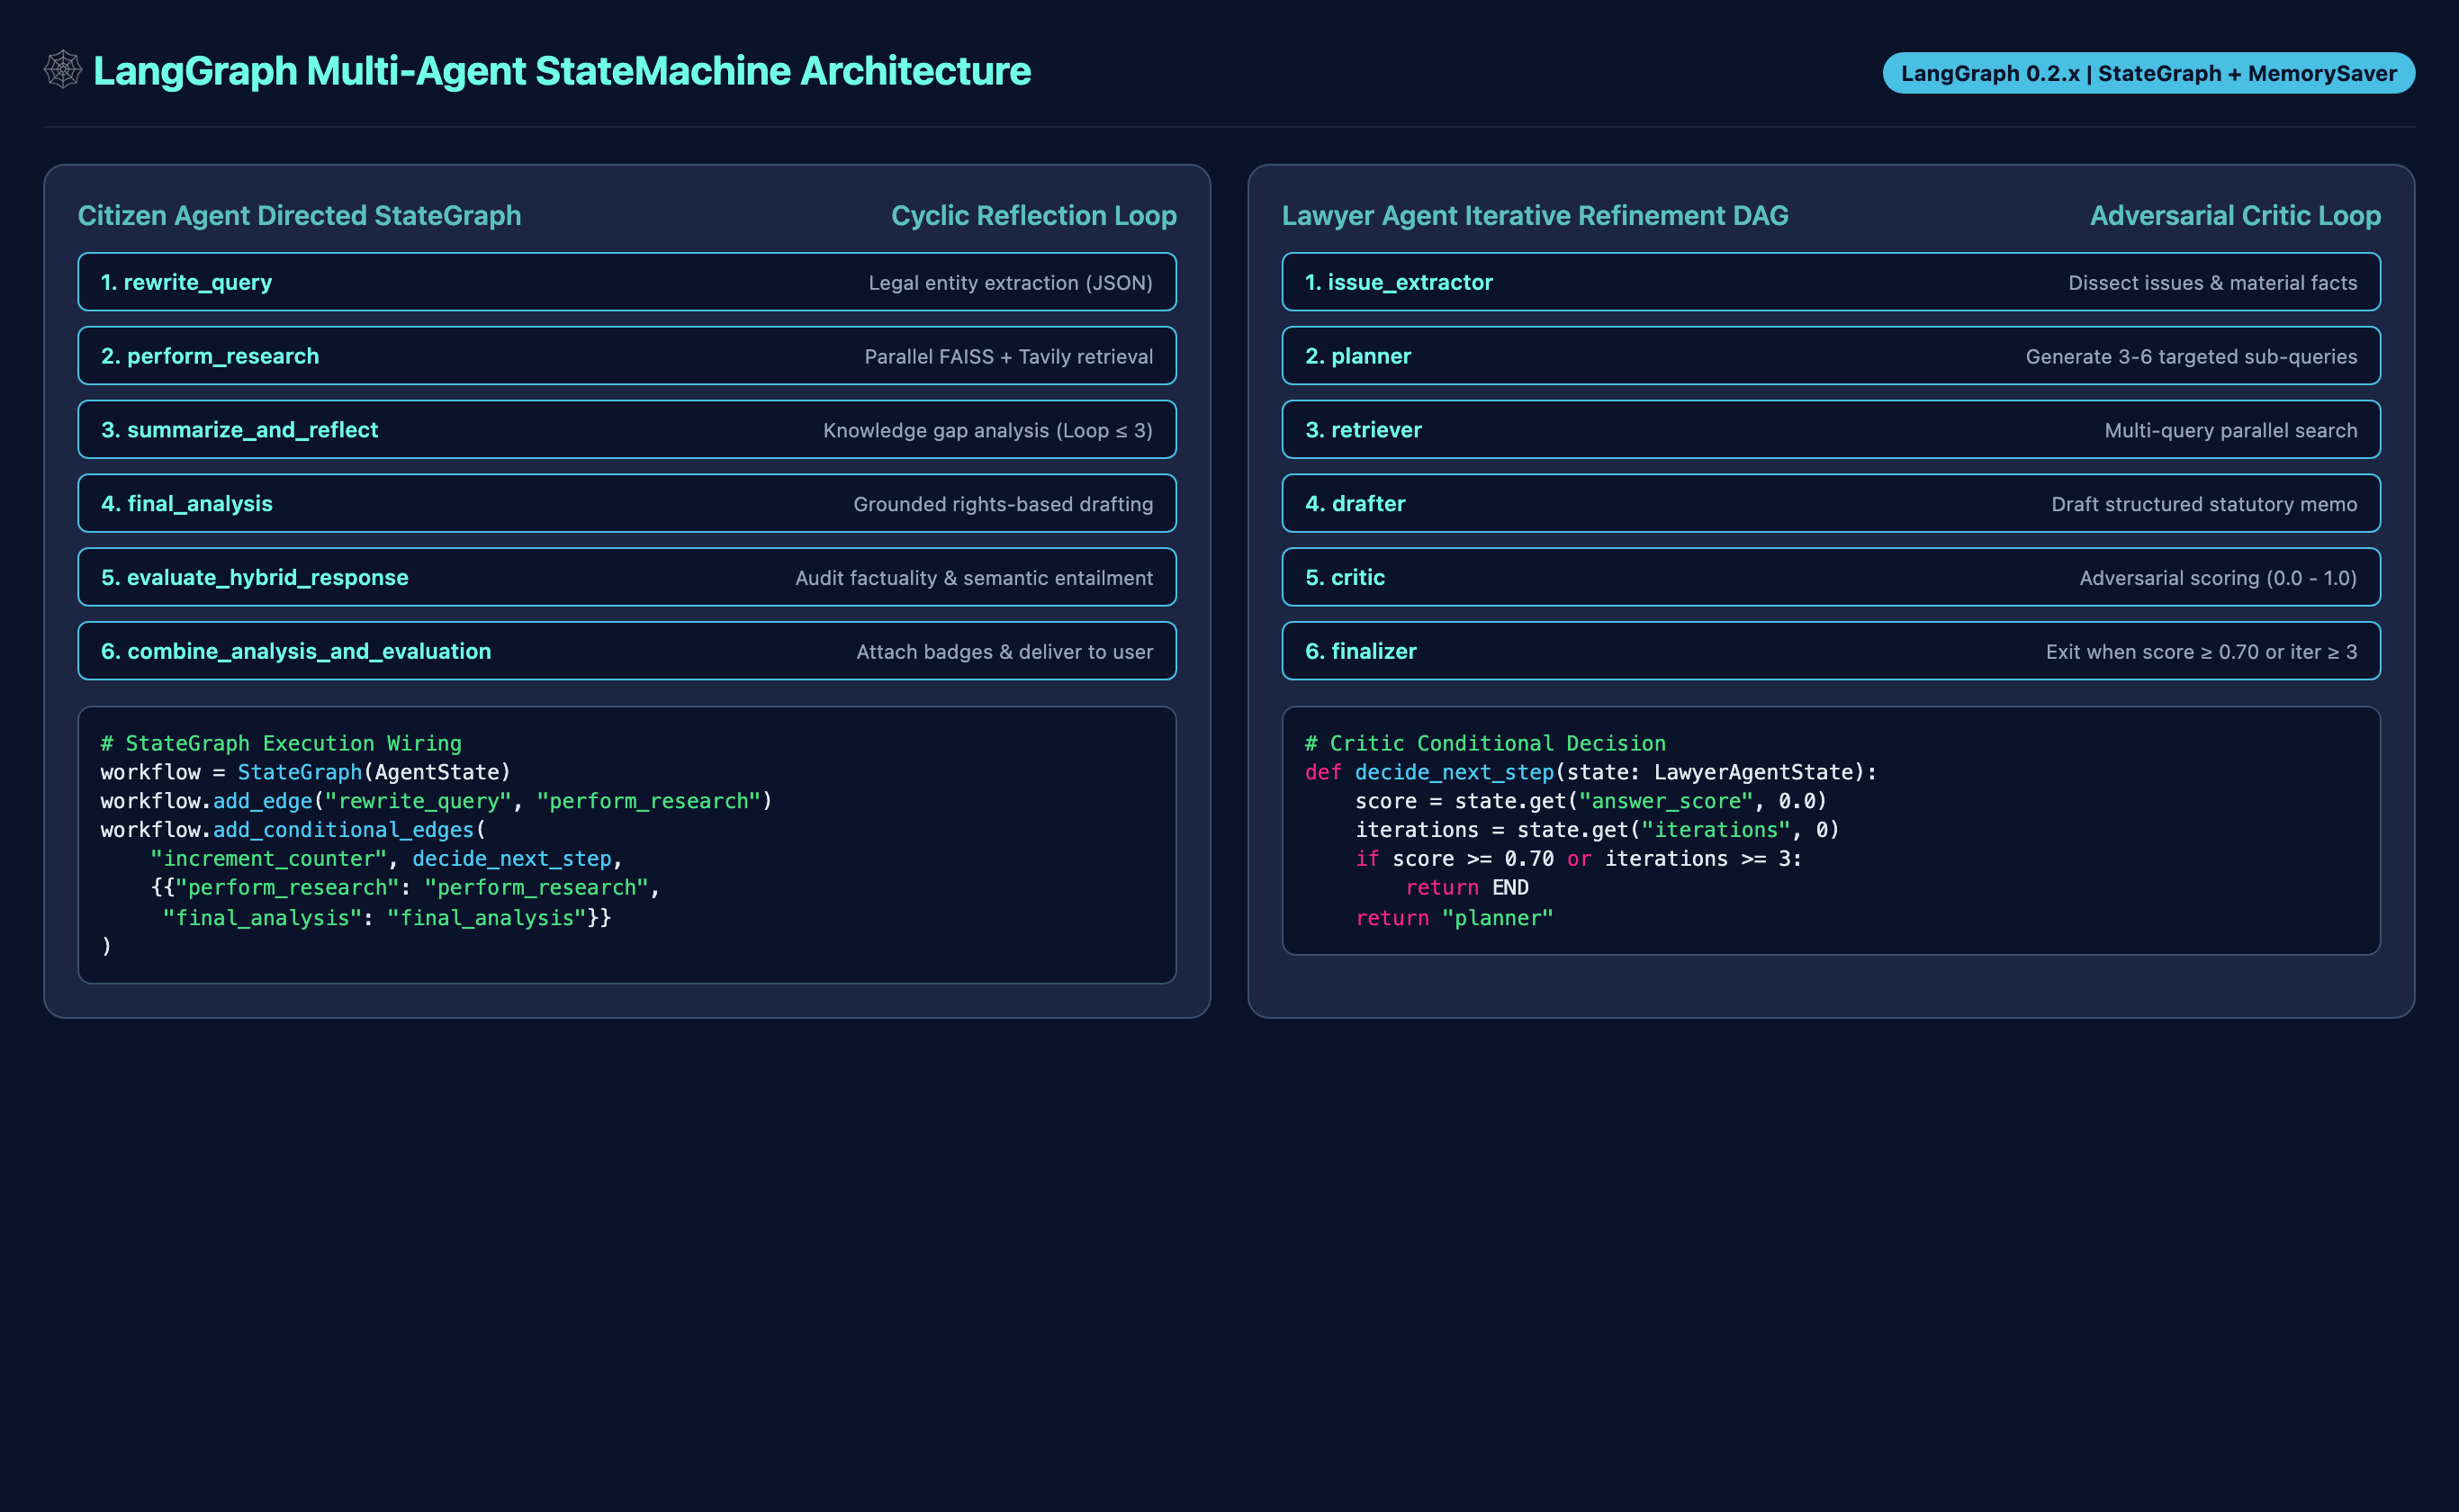 LangGraph Multi-Agent StateMachine Architecture
LangGraph 0.2.x | StateGraph + MemorySaver
Citizen Agent Directed StateGraph
Cyclic Reflection Loop
1. rewrite_query
Legal entity extraction (JSON)
2. perform_research
Parallel FAISS + Tavily retrieval
3. summarize_and_reflect
Knowledge gap analysis (Loop ≤ 3)
4. final_analysis
Grounded rights-based drafting
5. evaluate_hybrid_response
Audit factuality & semantic entailment
6. combine_analysis_and_evaluation
Attach badges & deliver to user
# StateGraph Execution Wiring
workflow = StateGraph(AgentState)
workflow.add_edge("rewrite_query", "perform_research")
workflow.add_conditional_edges(
    "increment_counter", decide_next_step,
    {{"perform_research": "perform_research",
     "final_analysis": "final_analysis"}}
)
Lawyer Agent Iterative Refinement DAG
Adversarial Critic Loop
1. issue_extractor
Dissect issues & material facts
2. planner
Generate 3-6 targeted sub-queries
3. retriever
Multi-query parallel search
4. drafter
Draft structured statutory memo
5. critic
Adversarial scoring (0.0 - 1.0)
6. finalizer
Exit when score ≥ 0.70 or iter ≥ 3
# Critic Conditional Decision
def decide_next_step(state: LawyerAgentState):
    score = state.get("answer_score", 0.0)
    iterations = state.get("iterations", 0)
    if score >= 0.70 or iterations >= 3:
        return END
    return "planner"